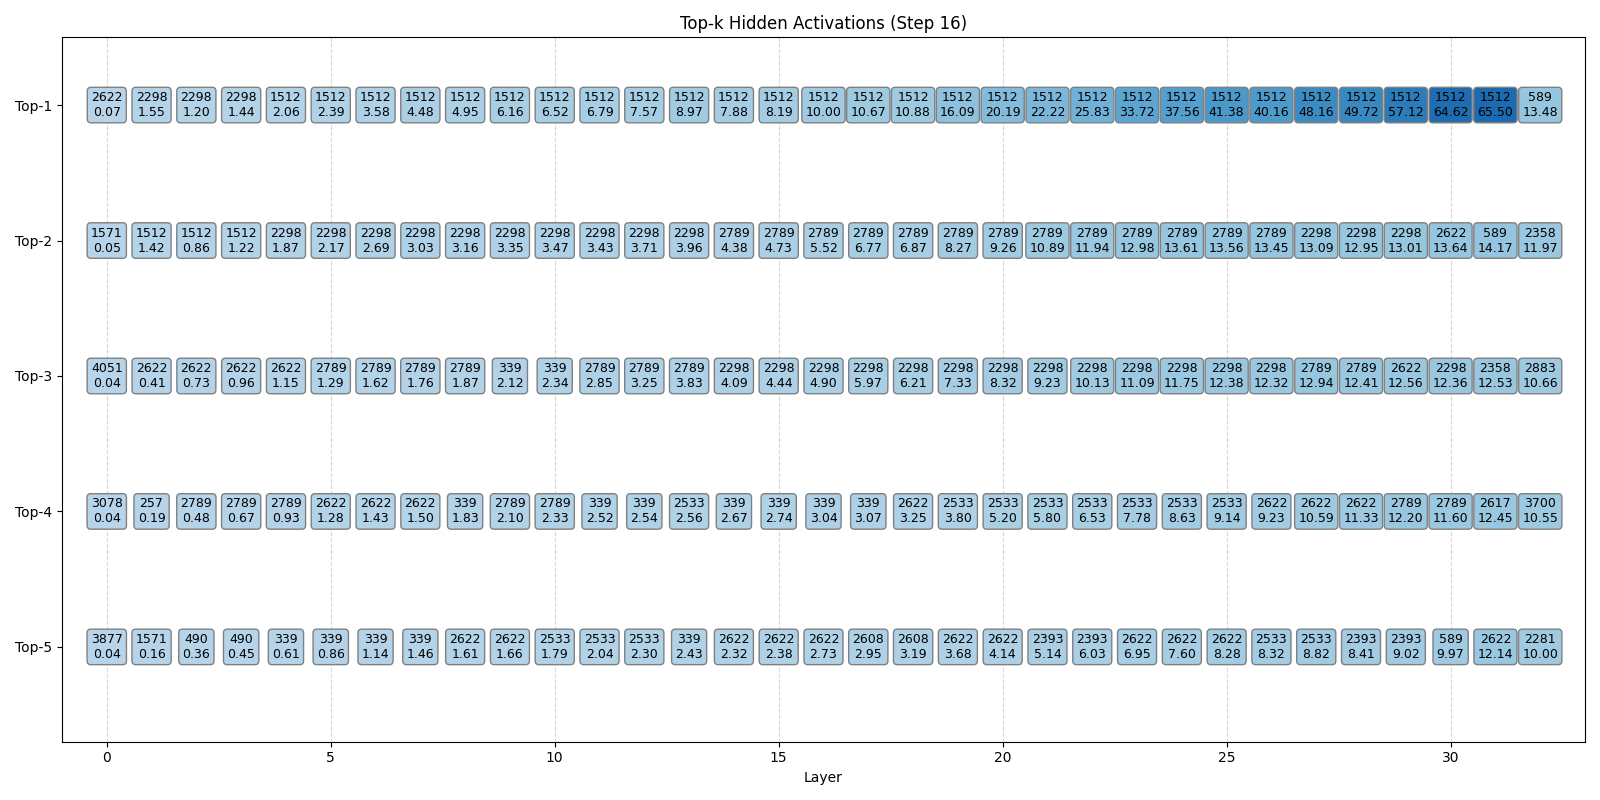 Top-k Hidden Activations (Step 16)
Top-1
2622 2298 2298 2298 1512 1512 1512 1512 1512 1512 1512 1512 1512 1512 1512 1512 1512 1512 1512 1512 1512 1512 1512 1512 1512 1512 1512 1512 1512 1512 1512 1512 589
0.07 1.55 1.20 1.44 2.06 2.39 3.58 4.48 4.95 6.16 6.52 6.79 7.57 8.97 7.88 8.19 10.00 10.67 10.88 16.09 20.19 22.22 25.83 33.72 37.56 41.38 40.16 48.16 49.72 57.12 64.62 65.50 13.48
Top-2
1571 1512 1512 1512 2298 2298 2298 2298 2298 2298 2298 2298 2298 2298 2789 2789 2789 2789 2789 2789 2789 2789 2789 2789 2789 2789 2789 2298 2298 2298 2622 589 2358
0.05 1.42 0.86 1.22 1.87 2.17 2.69 3.03 3.16 3.35 3.47 3.43 3.71 3.96 4.38 4.73 5.52 6.77 6.87 8.27 9.26 10.89 11.94 12.98 13.61 13.56 13.45 13.09 12.95 13.01 13.64 14.17 11.97
Top-3
4051 2622 2622 2622 2622 2789 2789 2789 2789 339 339 2789 2789 2789 2298 2298 2298 2298 2298 2298 2298 2298 2298 2298 2298 2298 2298 2789 2789 2622 2298 2358 2883
0.04 0.41 0.73 0.96 1.15 1.29 1.62 1.76 1.87 2.12 2.34 2.85 3.25 3.83 4.09 4.44 4.90 5.97 6.21 7.33 8.32 9.23 10.13 11.09 11.75 12.38 12.32 12.94 12.41 12.56 12.36 12.53 10.66
Top-4
3078 257 2789 2789 2789 2622 2622 2622 339 2789 2789 339 339 2533 339 339 339 339 2622 2533 2533 2533 2533 2533 2533 2533 2622 2622 2622 2789 2789 2617 3700
0.04 0.19 0.48 0.67 0.93 1.28 1.43 1.50 1.83 2.10 2.33 2.52 2.54 2.56 2.67 2.74 3.04 3.07 3.25 3.80 5.20 5.80 6.53 7.78 8.63 9.14 9.23 10.59 11.33 12.20 11.60 12.45 10.55
Top-5
3877 1571 490 490 339 339 339 339 2622 2622 2533 2533 2533 339 2622 2622 2622 2608 2608 2622 2622 2393 2393 2622 2622 2622 2533 2533 2393 2393 589 2622 2281
0.04 0.16 0.36 0.45 0.61 0.86 1.14 1.46 1.61 1.66 1.79 2.04 2.30 2.43 2.32 2.38 2.73 2.95 3.19 3.68 4.14 5.14 6.03 6.95 7.60 8.28 8.32 8.82 8.41 9.02 9.97 12.14 10.00
0 5 10 15 20 25 30
Layer